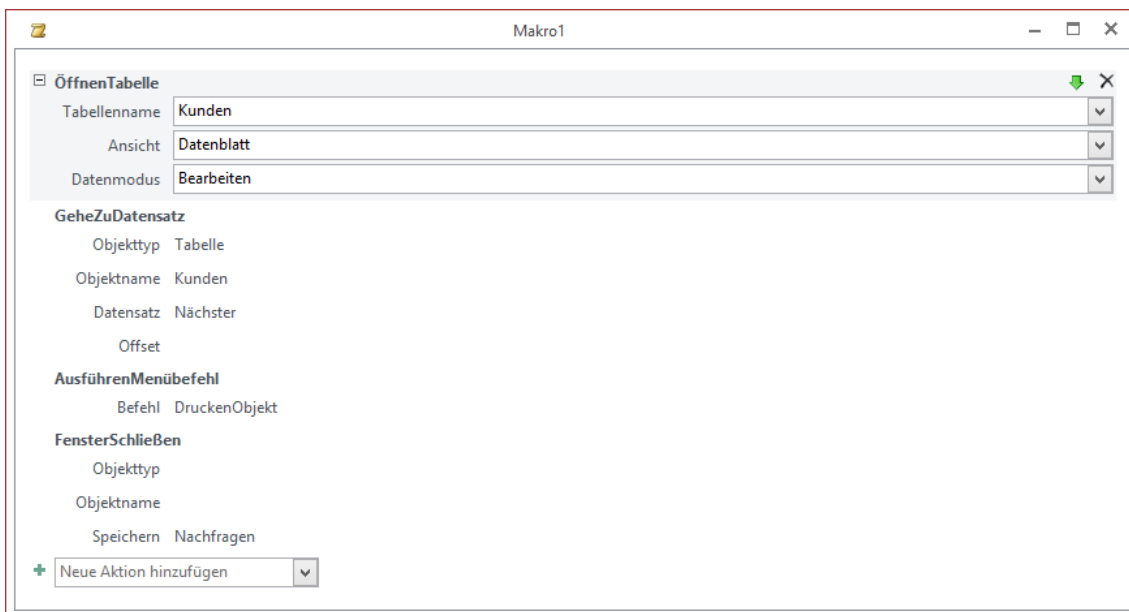 Makro1
ÖffnenTabelle
Tabellenname Kunden
Ansicht Datenblatt
Datenmodus Bearbeiten
GeheZuDatensatz
Objekttyp Tabelle
Objektname Kunden
Datensatz Nächster
Offset
AusführenMenübefehl
Befehl DruckenObjekt
FensterSchließen
Objekttyp
Objektname
Speichern Nachfragen
Neue Aktion hinzufügen